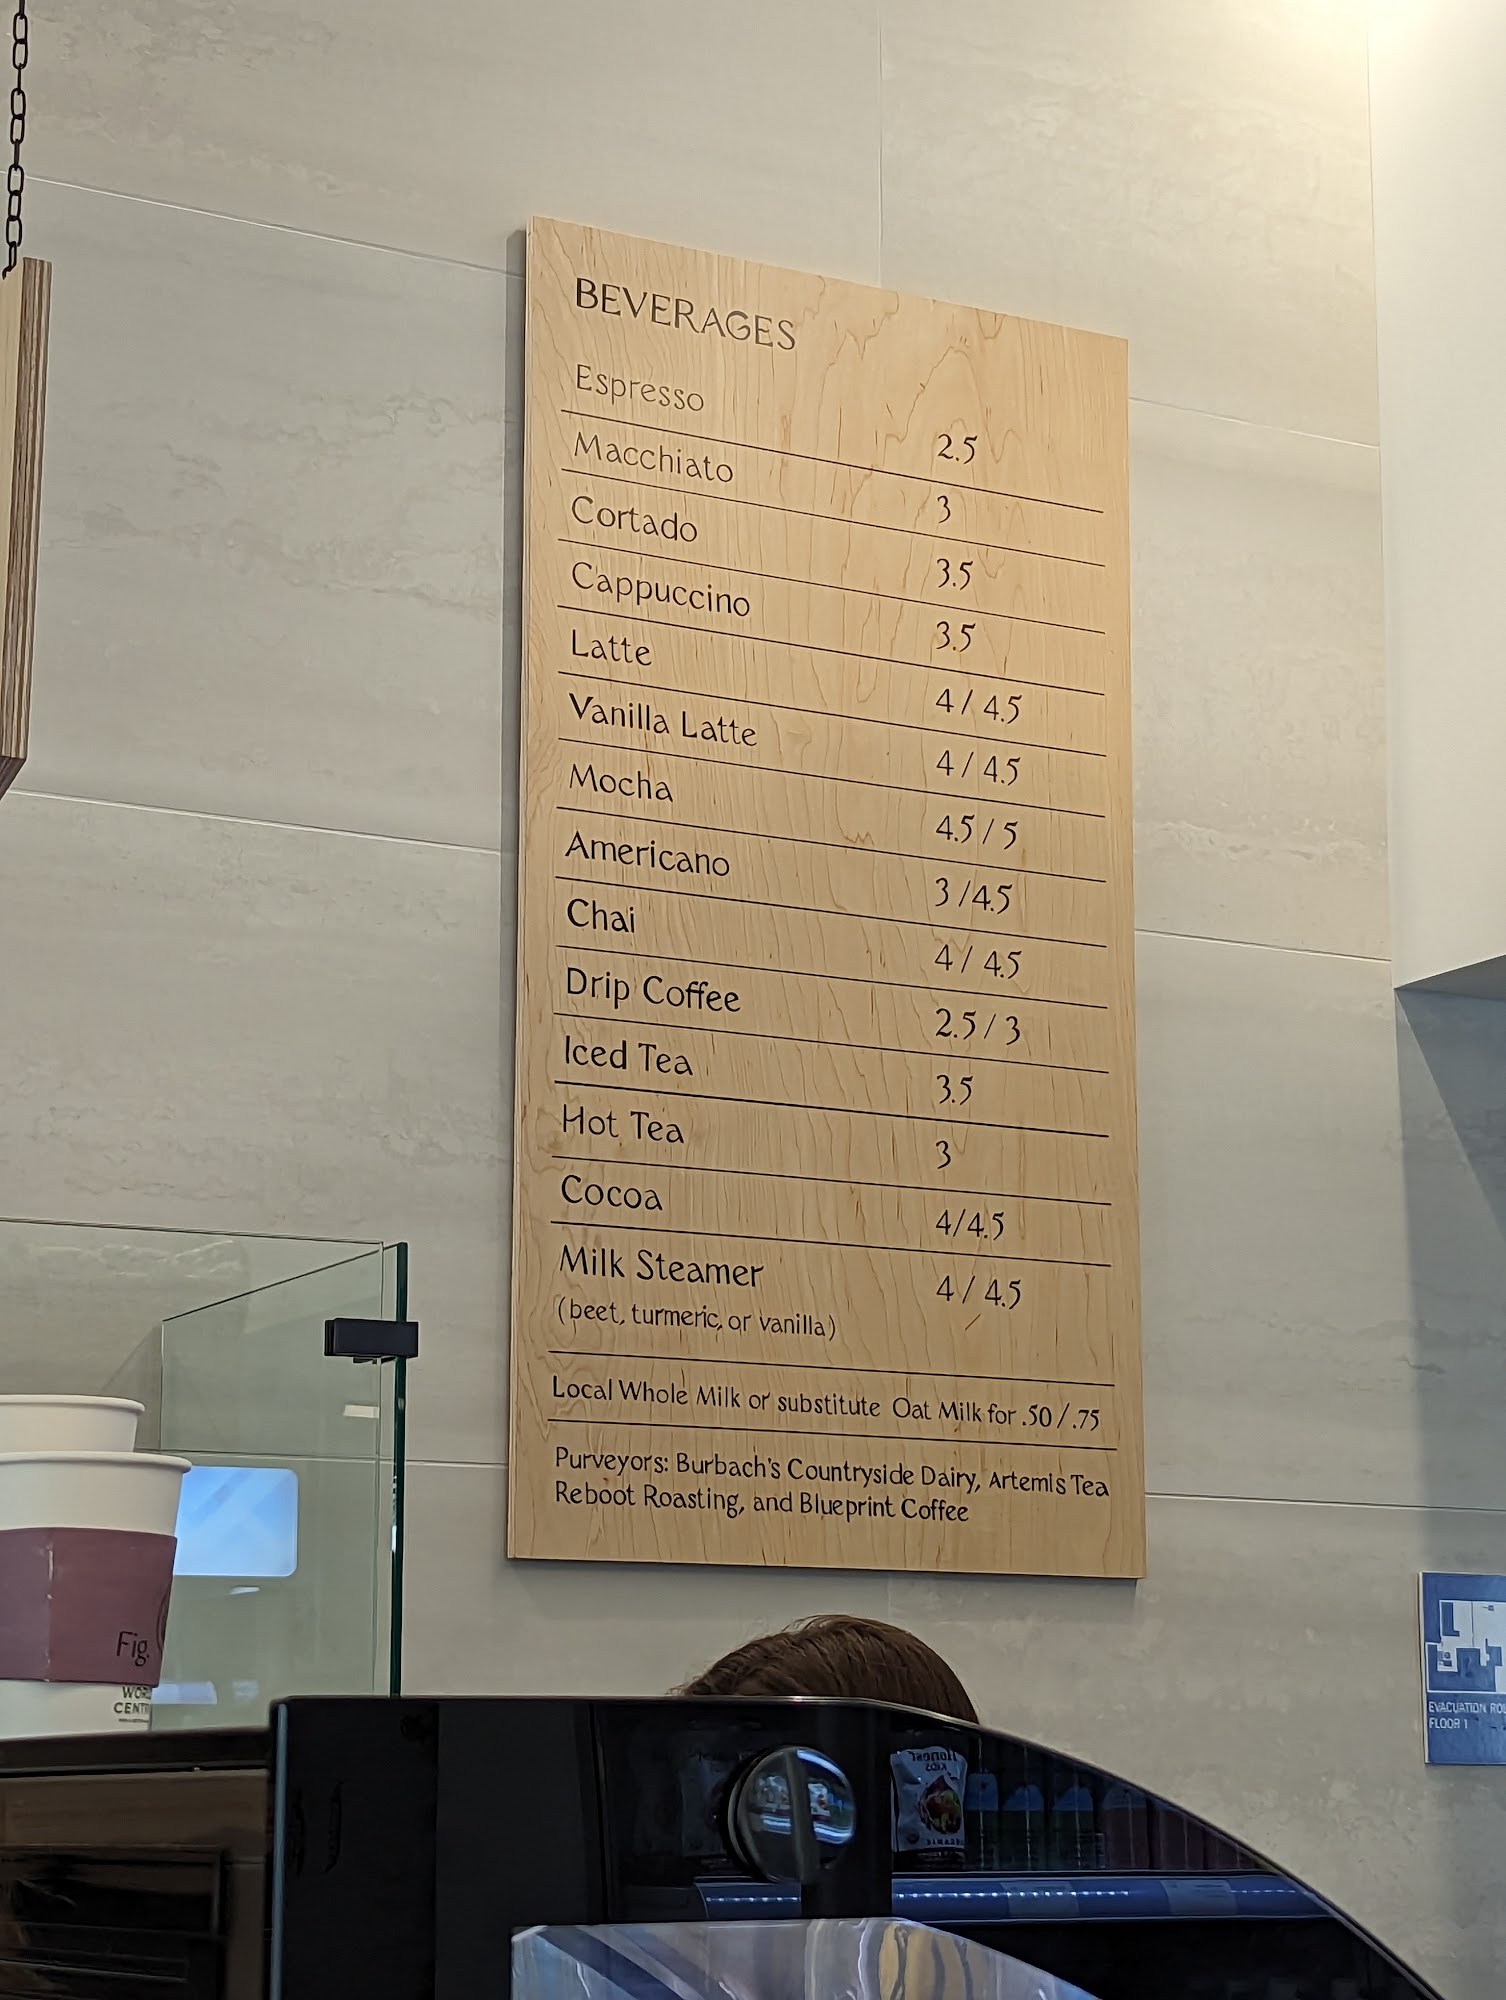 BEVERAGES
Espresso 2.5
Macchiato 3
Cortado 3.5
Cappuccino 3.5
Latte 4 / 4.5
Vanilla Latte 4 / 4.5
Mocha 4.5 / 5
Americano 3 /4.5
Chai 4 / 4.5
Drip Coffee 2.5 / 3
Iced Tea 3.5
Hot Tea 3
Cocoa 4/4.5
Milk Steamer 4 / 4.5
(beet, turmeric, or vanilla)
Local Whole Milk or substitute Oat Milk for .50 / .75
Purveyors: Burbach's Countryside Dairy, Artemis Tea
Reboot Roasting, and Blueprint Coffee
Fig.
EVACUATION
FLOOR 1
Honest
KIDS